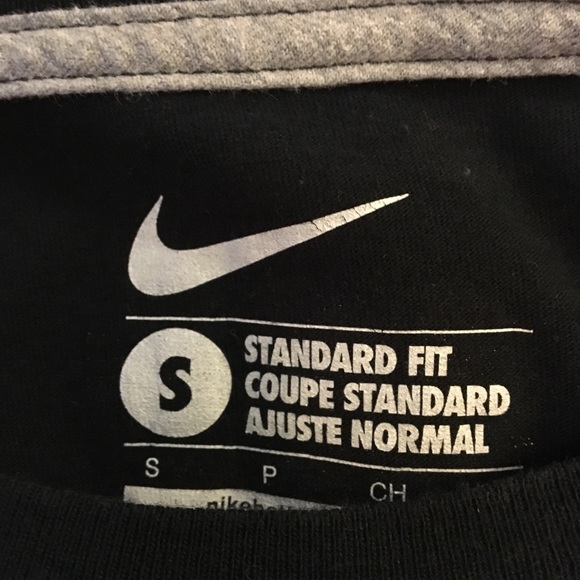 S
STANDARD FIT
COUPE STANDARD
AJUSTE NORMAL
S P CH